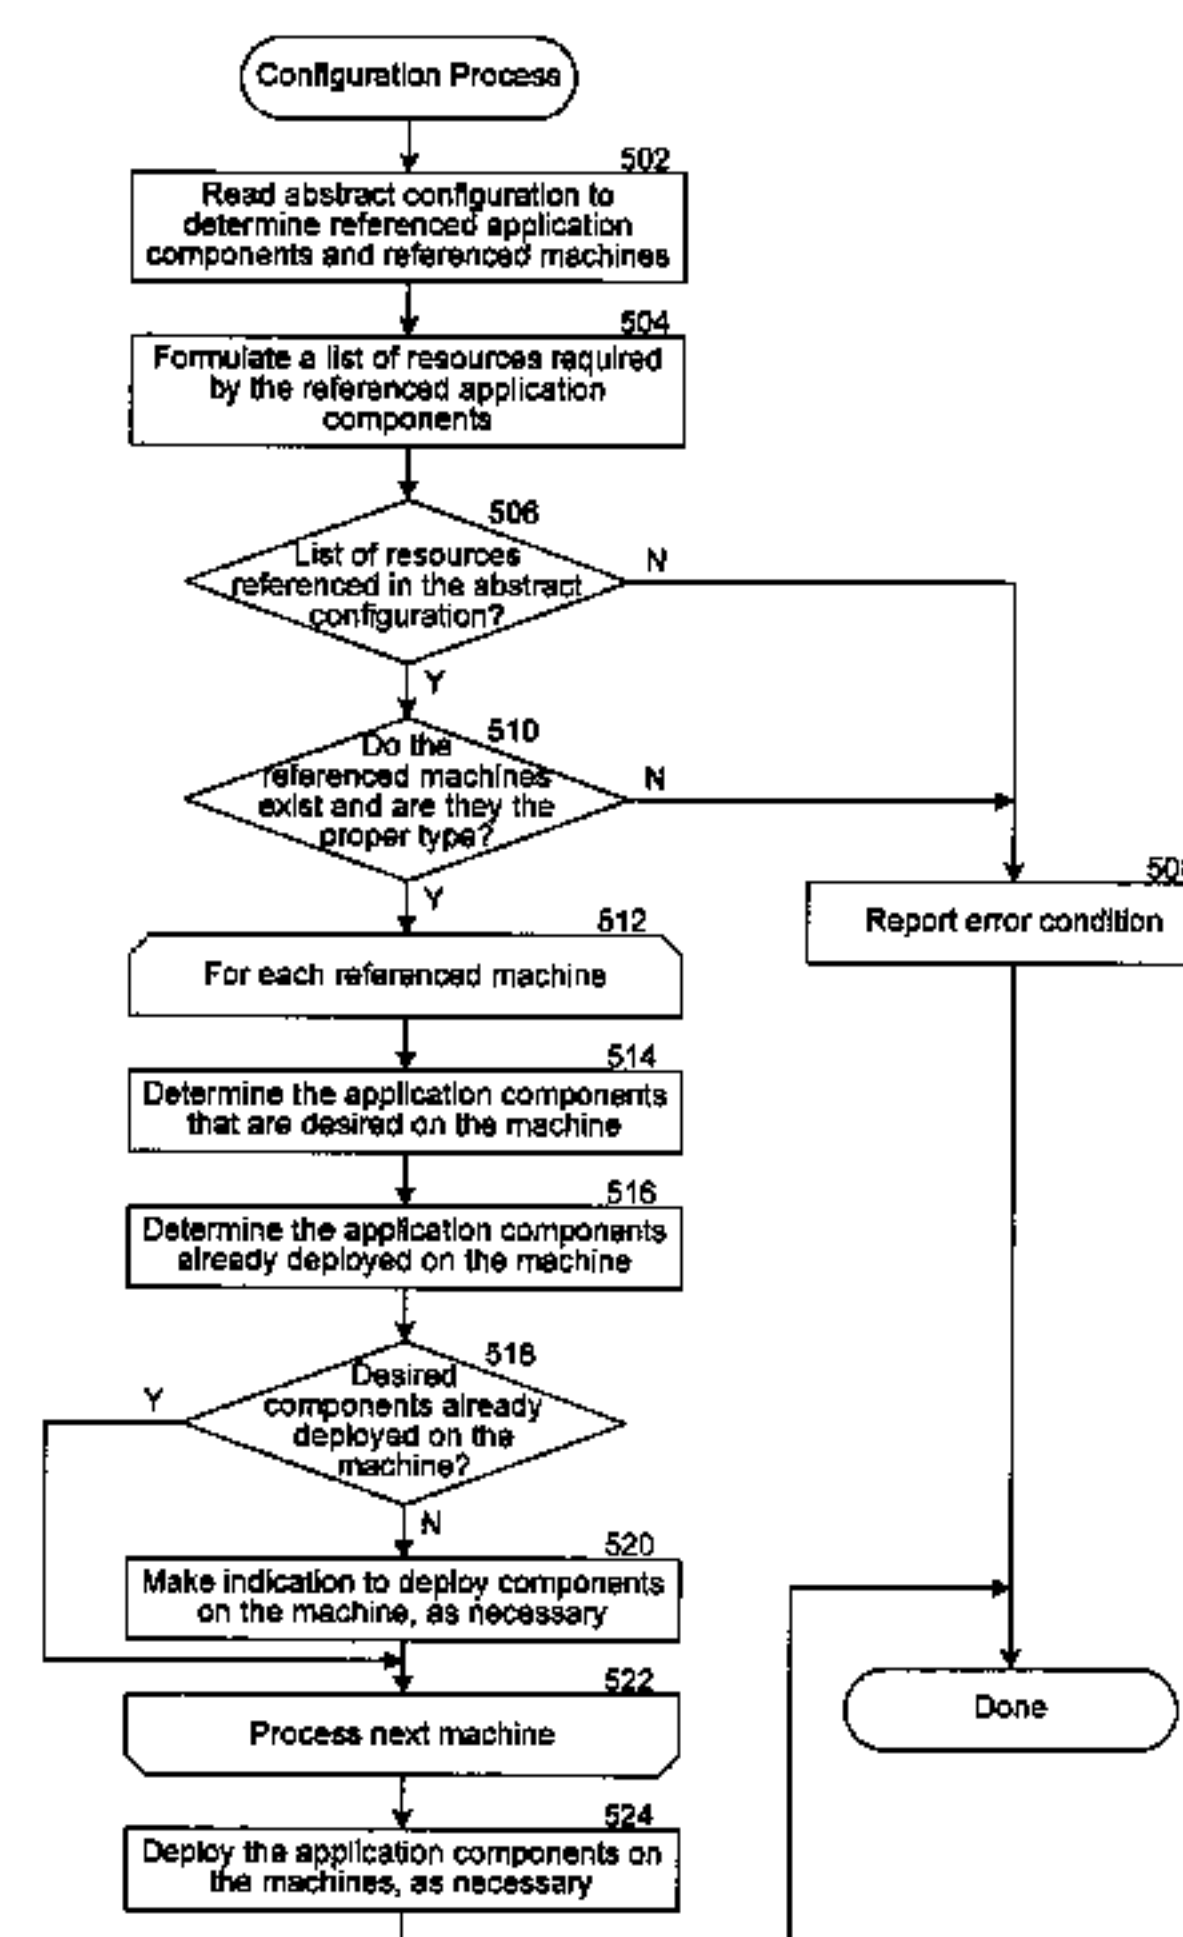 Configuration Process
502
Read abstract configuration to
determine referenced application
components and referenced machines
504
Formulate a list of resources required
by the referenced application
components
506
List of resources
referenced in the abstract
configuration?
N
Y
510
Do the
referenced machines
exist and are they the
proper type?
N
Y
508
Report error condition
512
For each referenced machine
514
Determine the application components
that are desired on the machine
516
Determine the application components
already deployed on the machine
518
Desired
components already
deployed on the
machine?
Y
N
520
Make indication to deploy components
on the machine, as necessary
522
Process next machine
Done
524
Deploy the application components on
the machines, as necessary